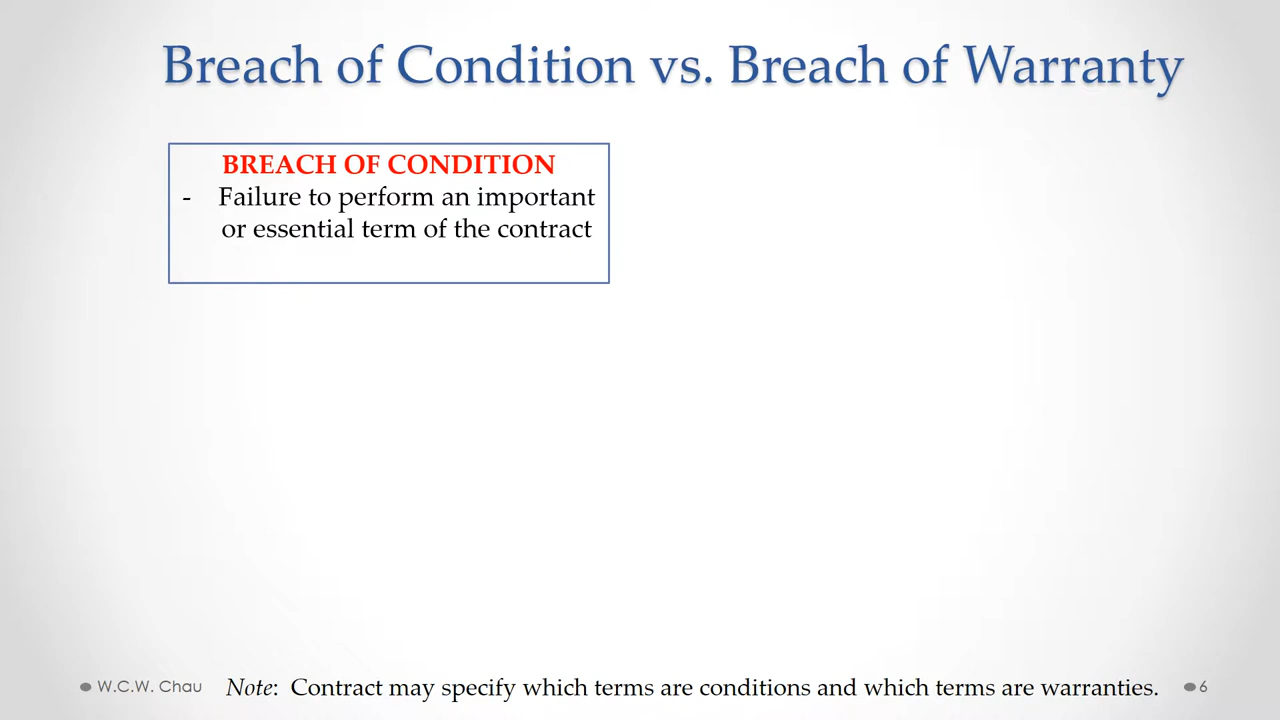 Breach of Condition vs. Breach of Warranty
BREACH OF CONDITION
- Failure to perform an important
or essential term of the contract
W.C.W. Chau
Note: Contract may specify which terms are conditions and which terms are warranties.
6